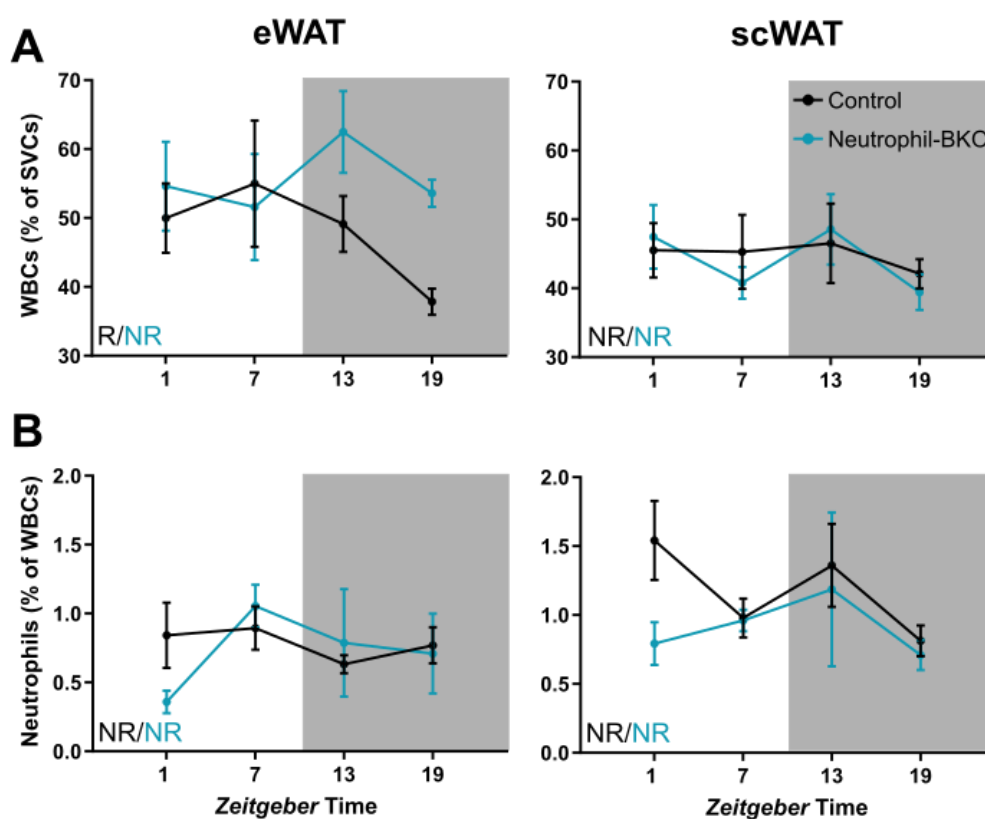 eWAT
scWAT
A
WBCs (% of SVCs)
70
60
50
40
30
R/NR
1
7
13
19
70
60
50
40
30
Control
Neutrophil-BKO
NR/NR
1
7
13
19
B
Neutrophils (% of WBCs)
2.0
1.5
1.0
0.5
0.0
NR/NR
1
7
13
19
Zeitgeber Time
2.0
1.5
1.0
0.5
0.0
NR/NR
1
7
13
19
Zeitgeber Time